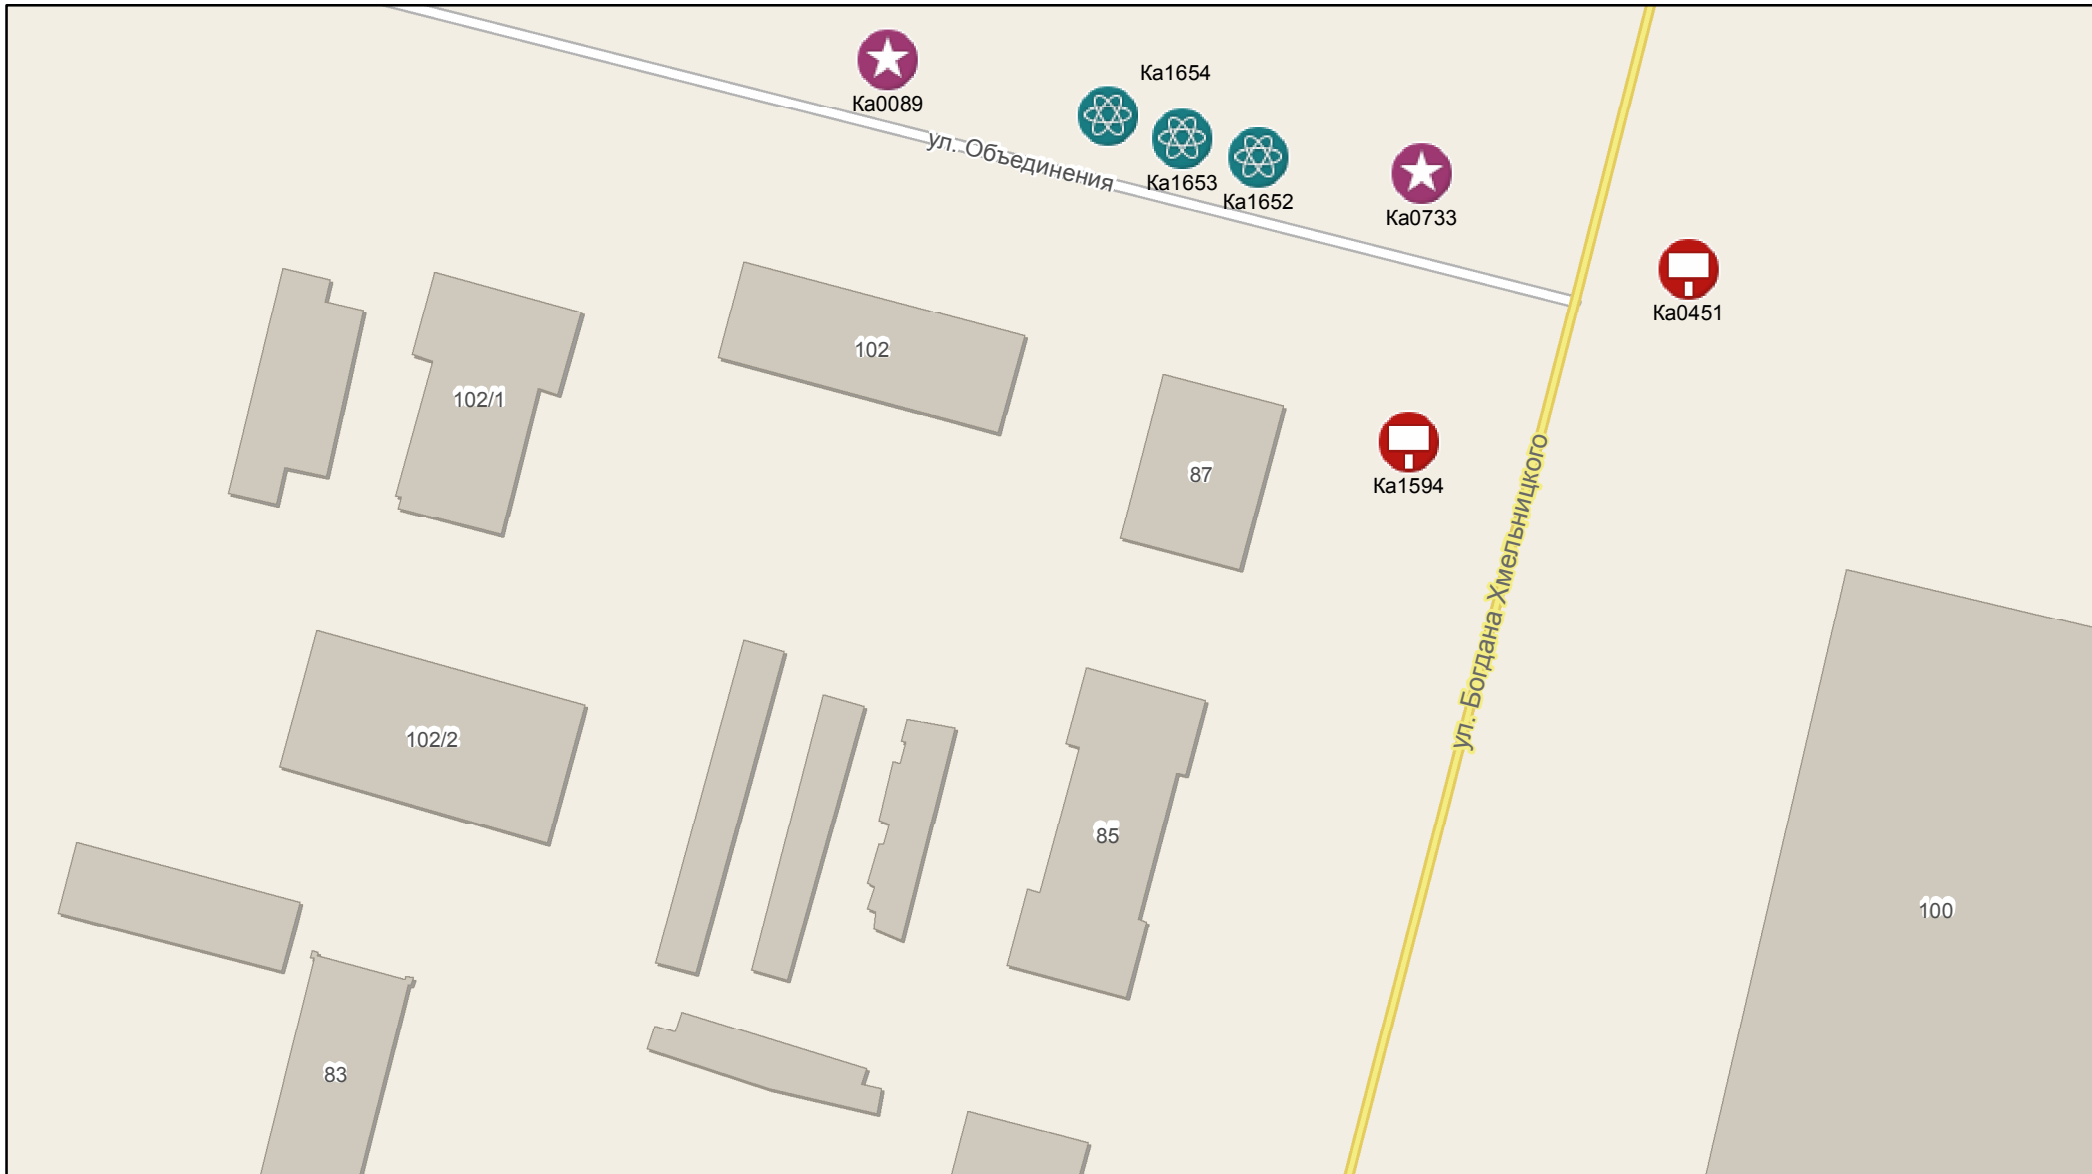 Ка1654
Ка0089
ул. Объединения
Ка1653
Ка1652
Ка0733
Ка0451
102
102/1
87
Ка1594
ул. Богдана Хмельницкого
102/2
85
100
83